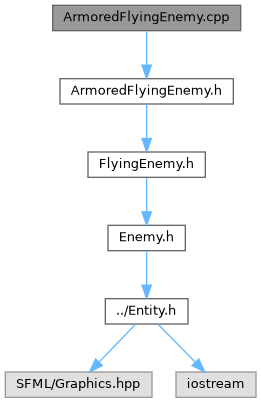 ArmoredFlyingEnemy.cpp
ArmoredFlyingEnemy.h
FlyingEnemy.h
Enemy.h
../Entity.h
SFML/Graphics.hpp
iostream